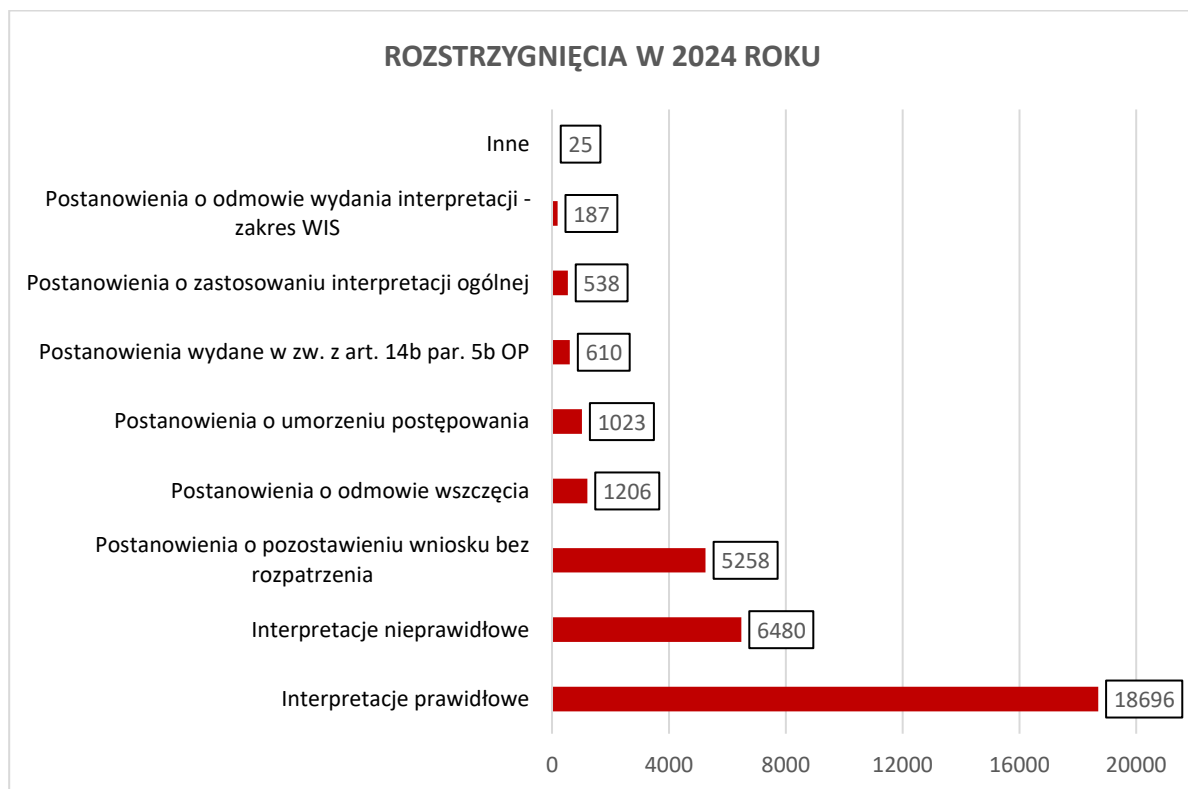 ROZSTRZYGNIĘCIA W 2024 ROKU
Inne
25
Postanowienia o odmowie wydania interpretacji -
zakres WIS
187
Postanowienia o zastosowaniu interpretacji ogólnej
538
Postanowienia wydane w zw. z art. 14b par. 5b OP
610
Postanowienia o umorzeniu postępowania
1023
Postanowienia o odmowie wszczęcia
1206
Postanowienia o pozostawieniu wniosku bez
rozpatrzenia
5258
Interpretacje nieprawidłowe
6480
Interpretacje prawidłowe
18696
0 4000 8000 12000 16000 20000